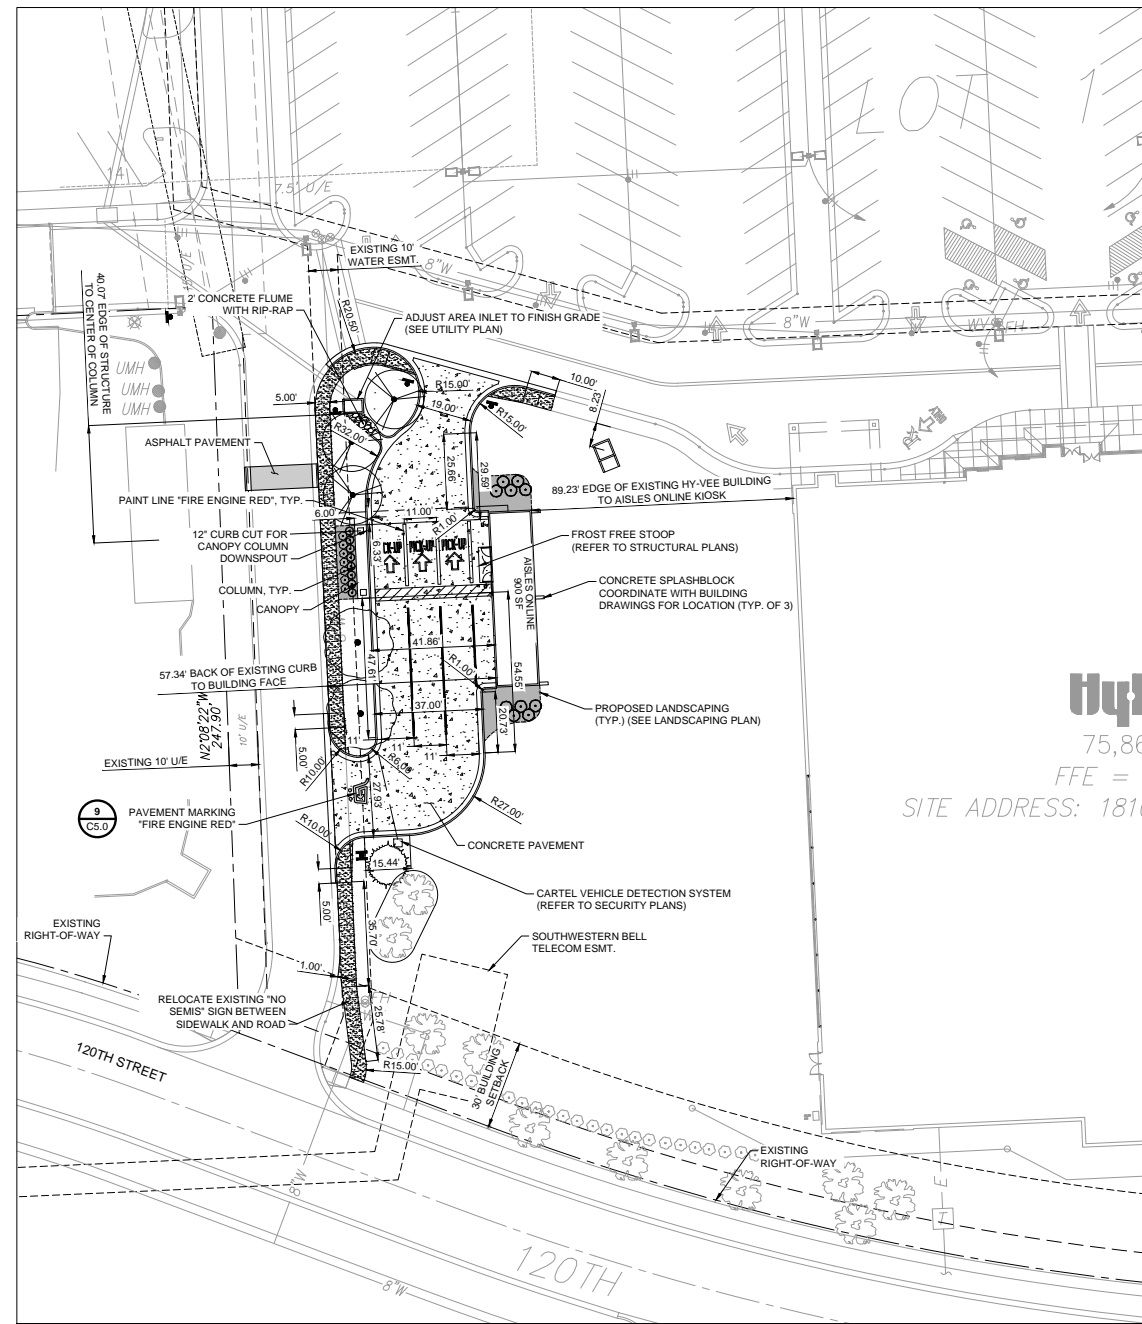 LOT 1
14
7.5' U/E
U/E
EXISTING 10'
WATER ESMT.
8"W
8"W
2' CONCRETE FLUME
WITH RIP-RAP
R20.50'
ADJUST AREA INLET TO FINISH GRADE
(SEE UTILITY PLAN)
40.07' EDGE OF STRUCTURE
TO CENTER OF COLUMN
UMH
UMH
UMH
5.00'
R15.00'
19.00'
10.00'
8.23'
R15.00'
R32.00'
ASPHALT PAVEMENT
25.66'
29.59'
89.23' EDGE OF EXISTING HY-VEE BUILDING
TO AISLES ONLINE KIOSK
PAINT LINE "FIRE ENGINE RED", TYP.
6.00'
11.00'
R1.00'
12" CURB CUT FOR
CANOPY COLUMN
DOWNSPOUT
6.33'
PICK-UP
PICK-UP
FROST FREE STOOP
(REFER TO STRUCTURAL PLANS)
AISLES ONLINE
900 SF
COLUMN, TYP.
CANOPY
CONCRETE SPLASHBLOCK
COORDINATE WITH BUILDING
DRAWINGS FOR LOCATION (TYP. OF 3)
41.86'
47.61'
R1.00'
54.55'
57.34' BACK OF EXISTING CURB
TO BUILDING FACE
37.00'
20.73'
PROPOSED LANDSCAPING
(TYP.) (SEE LANDSCAPING PLAN)
N2°08'22"W
247.90'
10' U/E
11'
11'
11'
5.00'
R10.00'
R6.00'
EXISTING 10' U/E
27.93'
R27.00'
9
C5.0
PAVEMENT MARKING
"FIRE ENGINE RED"
R10.00'
CONCRETE PAVEMENT
15.44'
CARTEL VEHICLE DETECTION SYSTEM
(REFER TO SECURITY PLANS)
5.00'
35.70'
EXISTING
RIGHT-OF-WAY
SOUTHWESTERN BELL
TELECOM ESMT.
1.00'
RELOCATE EXISTING "NO
SEMIS" SIGN BETWEEN
SIDEWALK AND ROAD
25.78'
R15.00'
120TH STREET
30' BUILDING
SETBACK
EXISTING
RIGHT-OF-WAY
8"W
8"W
120TH
E
T
75,86
FFE =
SITE ADDRESS: 181